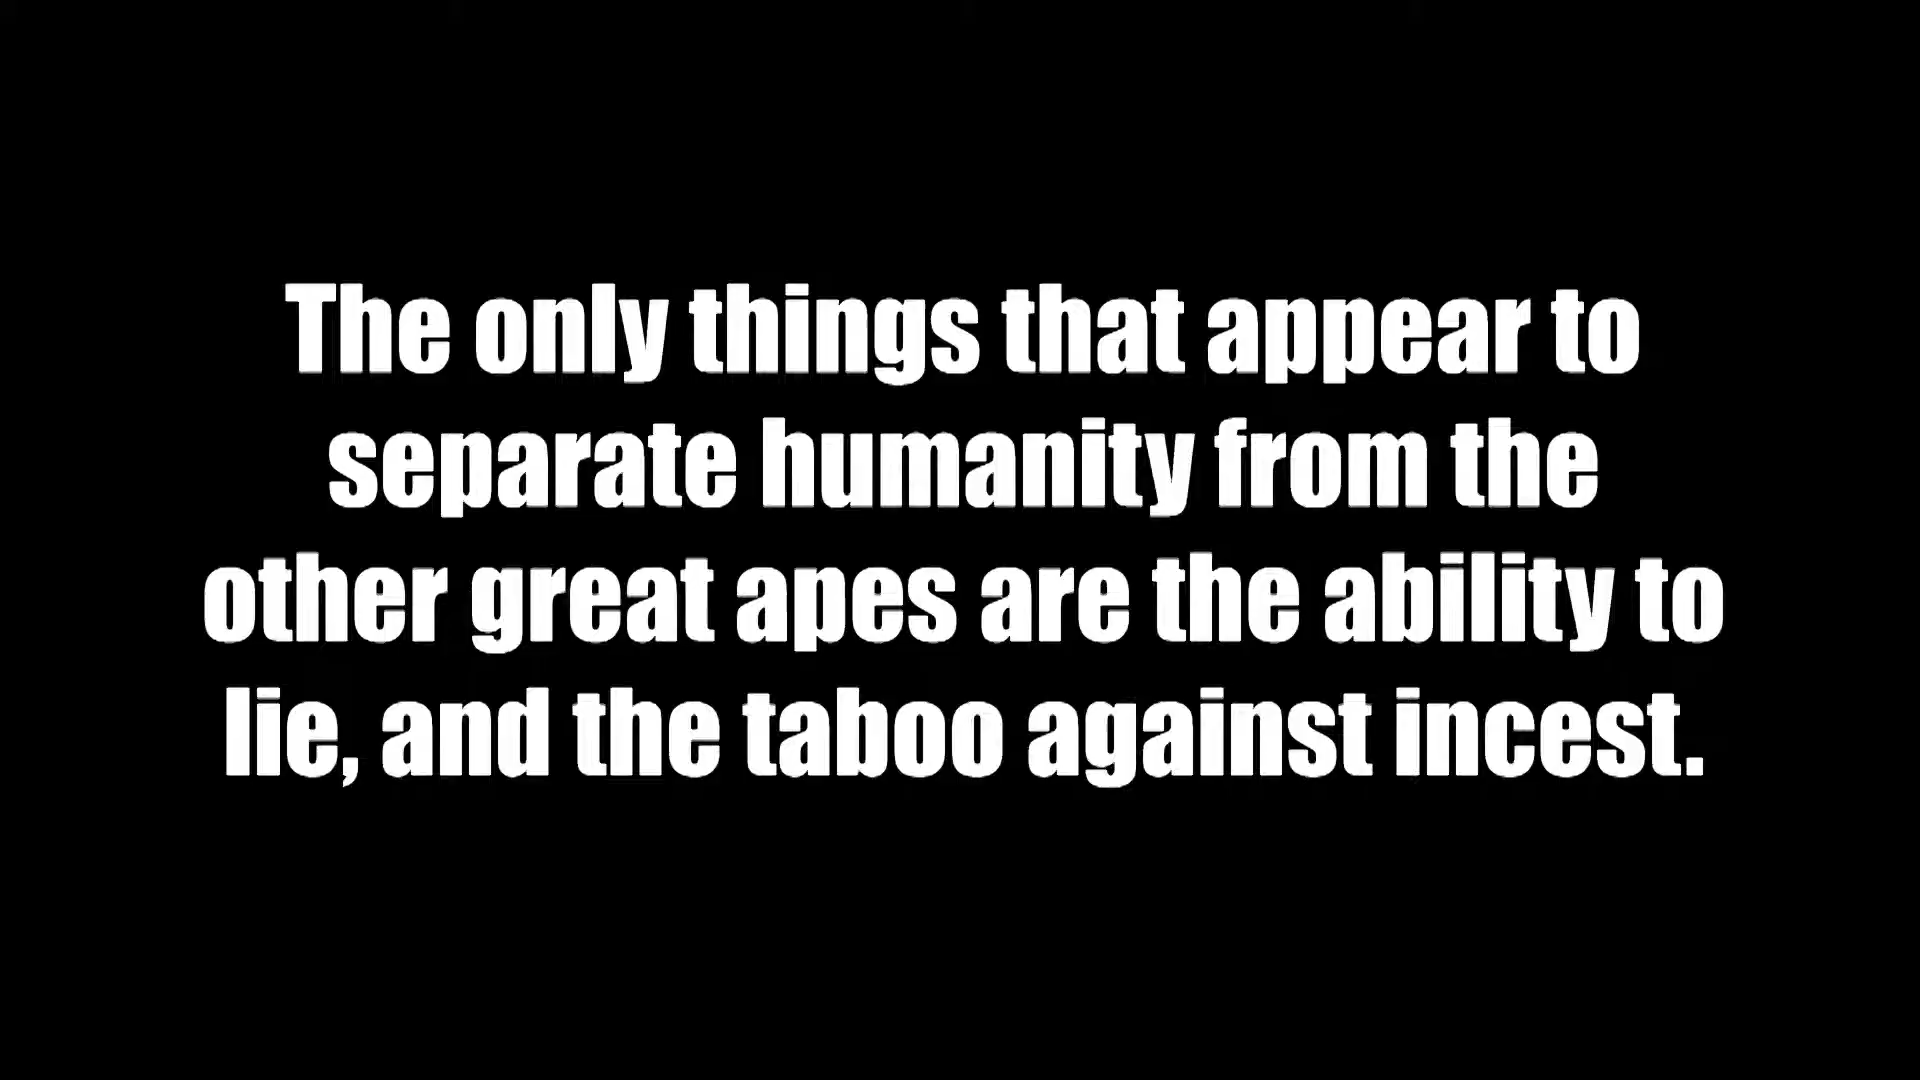 The only things that appear to
separate humanity from the
other great apes are the ability to
lie, and the taboo against incest.